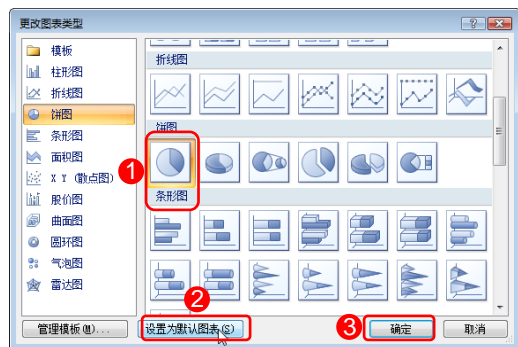 更改图表类型
模板
柱形图
折线图
饼图
条形图
面积图
X Y (散点图)
股价图
曲面图
圆环图
气泡图
雷达图
折线图
饼图
1
条形图
2
管理模板(M)...
设置为默认图表(S)
3
确定
取消